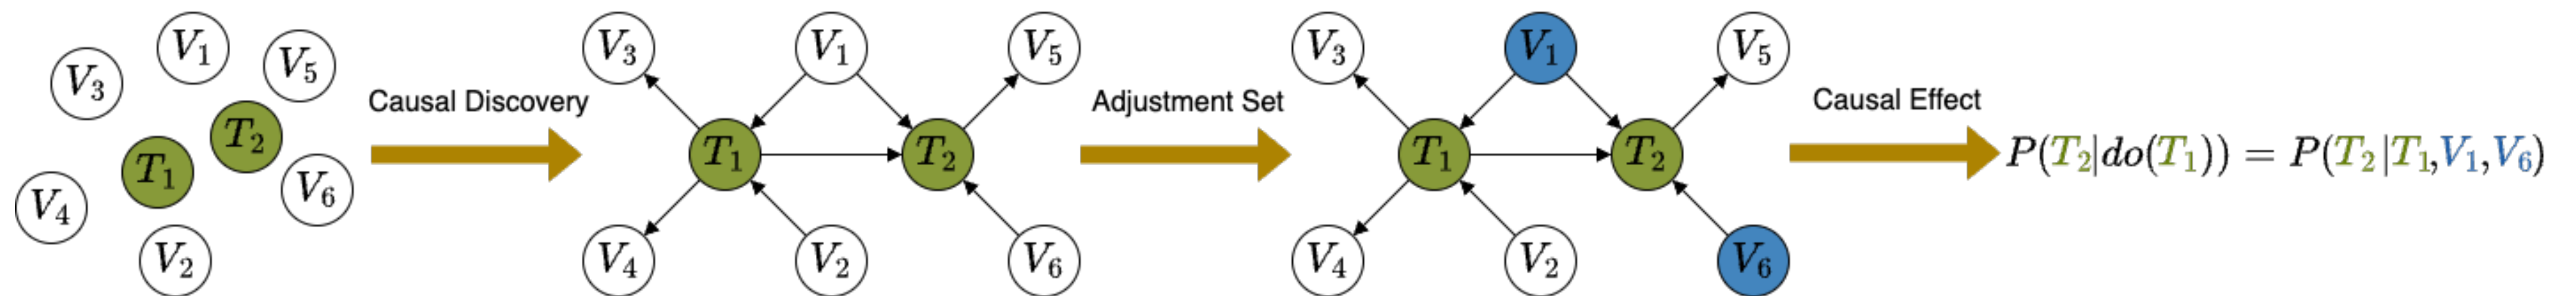 V₁
V₅
V₃
T₂
T₁
V₆
V₄
V₂
Causal Discovery
V₃
V₁
V₅
T₁
T₂
V₄
V₂
V₆
Adjustment Set
V₃
V₁
V₅
T₁
T₂
V₄
V₂
V₆
Causal Effect
P(T₂|do(T₁)) = P(T₂|T₁,V₁,V₆)